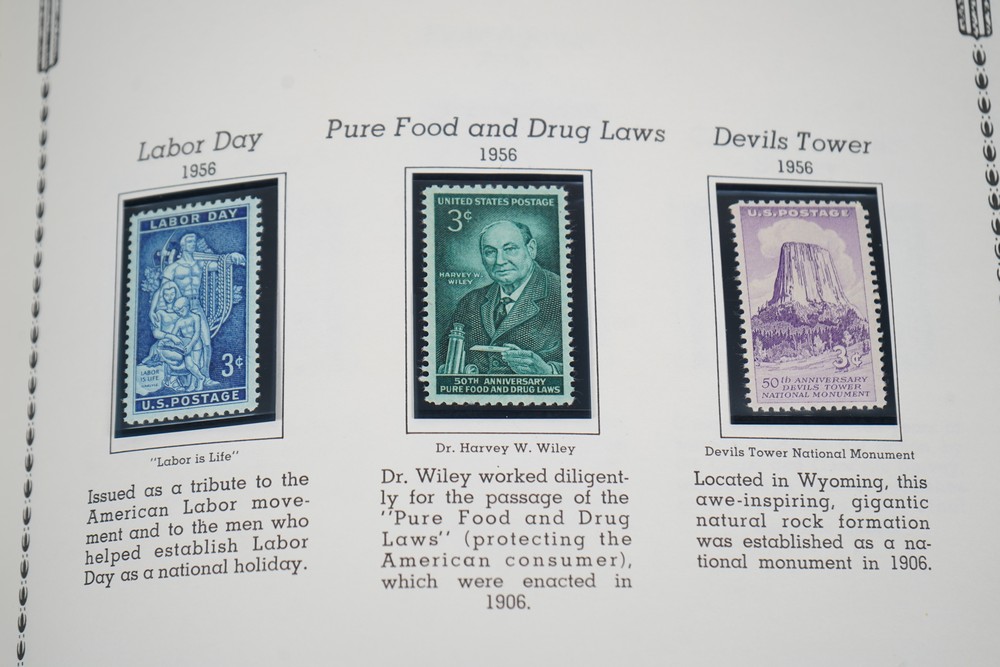 Labor Day
1956
LABOR DAY
LABOR
IS LIFE
3¢
U.S. POSTAGE
"Labor is Life"
Issued as a tribute to the
American Labor move-
ment and to the men who
helped establish Labor
Day as a national holiday.
Pure Food and Drug Laws
1956
UNITED STATES POSTAGE
3¢
HARVEY W.
WILEY
50TH ANNIVERSARY
PURE FOOD AND DRUG LAWS
Dr. Harvey W. Wiley
Dr. Wiley worked diligent-
ly for the passage of the
"Pure Food and Drug
Laws" (protecting the
American consumer),
which were enacted in
1906.
Devils Tower
1956
U.S. POSTAGE
3¢
50th ANNIVERSARY
DEVILS TOWER
NATIONAL MONUMENT
Devils Tower National Monument
Located in Wyoming, this
awe-inspiring, gigantic
natural rock formation
was established as a na-
tional monument in 1906.